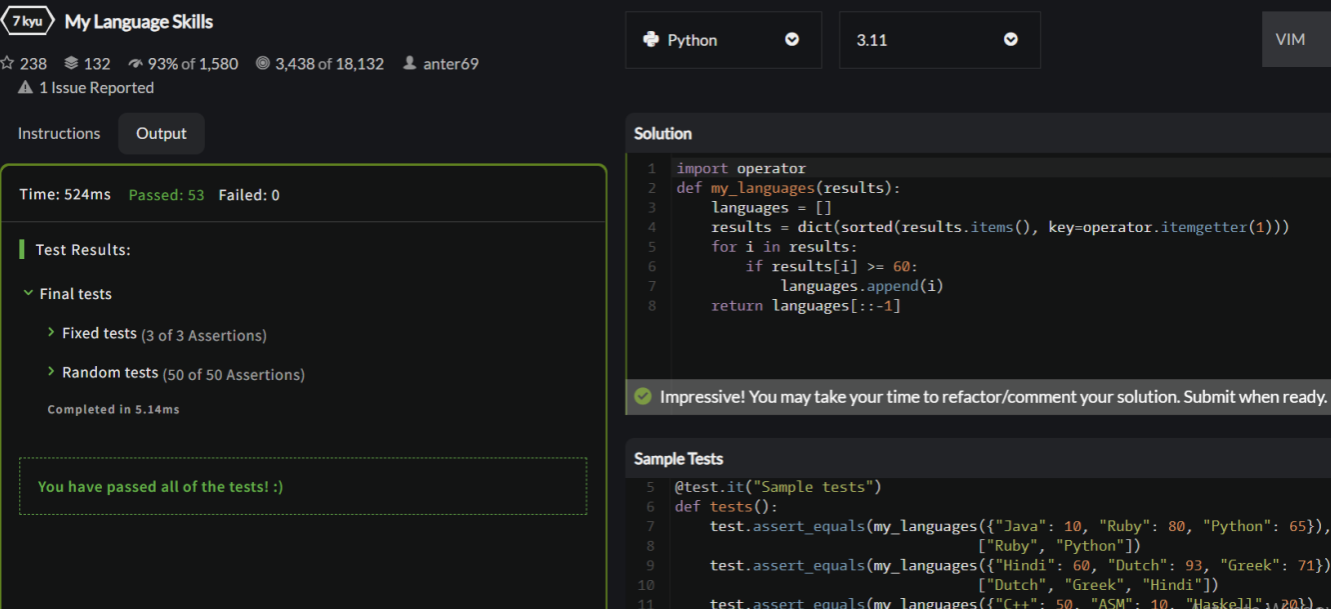 7 kyu My Language Skills
238 132 93% of 1,580 3,438 of 18,132 anter69
1 Issue Reported
Instructions Output
Time: 524ms Passed: 53 Failed: 0
Test Results:
Final tests
Fixed tests (3 of 3 Assertions)
Random tests (50 of 50 Assertions)
Completed in 5.14ms
You have passed all of the tests! :)
Python 3.11 VIM
Solution
1 import operator
2 def my_languages(results):
3     languages = []
4     results = dict(sorted(results.items(), key=operator.itemgetter(1)))
5     for i in results:
6         if results[i] >= 60:
7             languages.append(i)
8     return languages[::-1]
Impressive! You may take your time to refactor/comment your solution. Submit when ready.
Sample Tests
5 @test.it("Sample tests")
6 def tests():
7     test.assert_equals(my_languages({"Java": 10, "Ruby": 80, "Python": 65}),
8                                    ["Ruby", "Python"])
9     test.assert_equals(my_languages({"Hindi": 60, "Dutch": 93, "Greek": 71})
10                                    ["Dutch", "Greek", "Hindi"])
11     test.assert_equals(my_languages({"C++": 50, "ASM": 10, "Haskell": 20}),